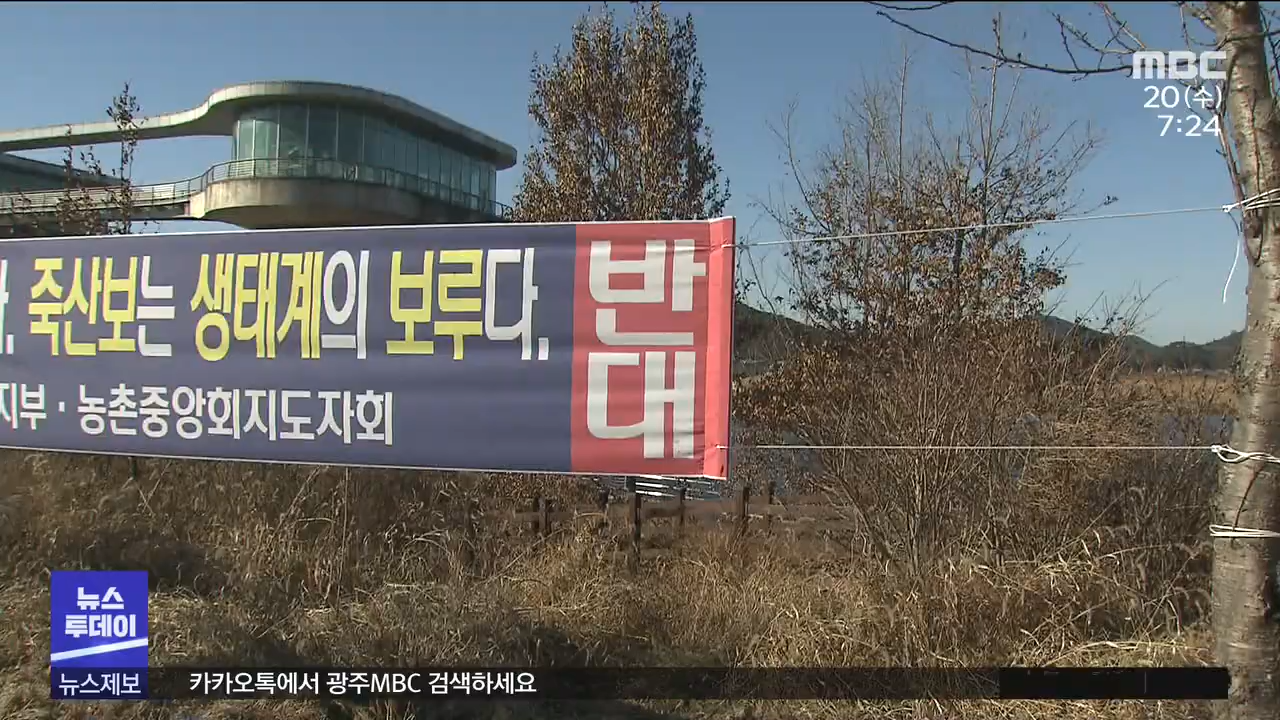 MBC
20(수)
7:24
죽산보는 생태계의 보루다,
반대
지부·농촌중앙회지도자회
뉴스
투데이
뉴스제보
카카오톡에서 광주MBC 검색하세요